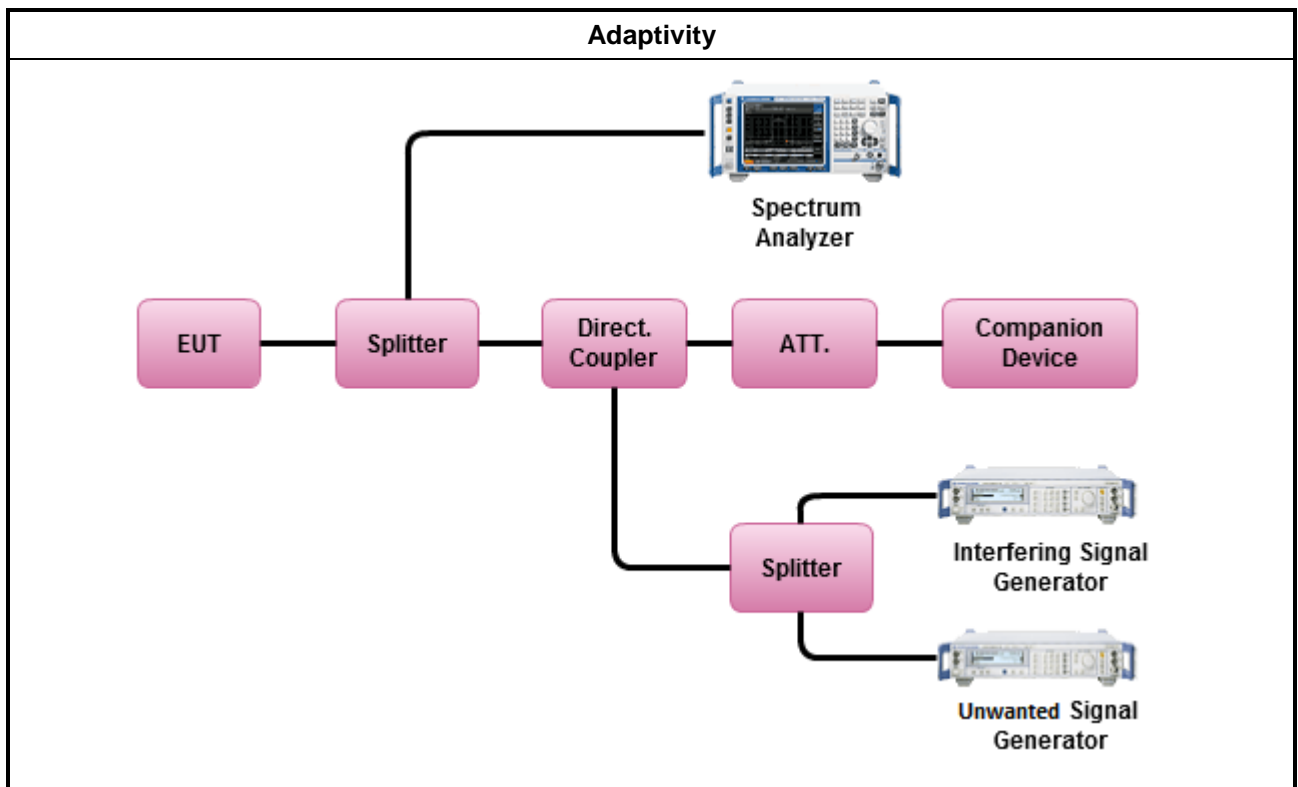 Adaptivity
Spectrum
Analyzer
EUT
Splitter
Direct.
Coupler
ATT.
Companion
Device
Splitter
Interfering Signal
Generator
Unwanted Signal
Generator